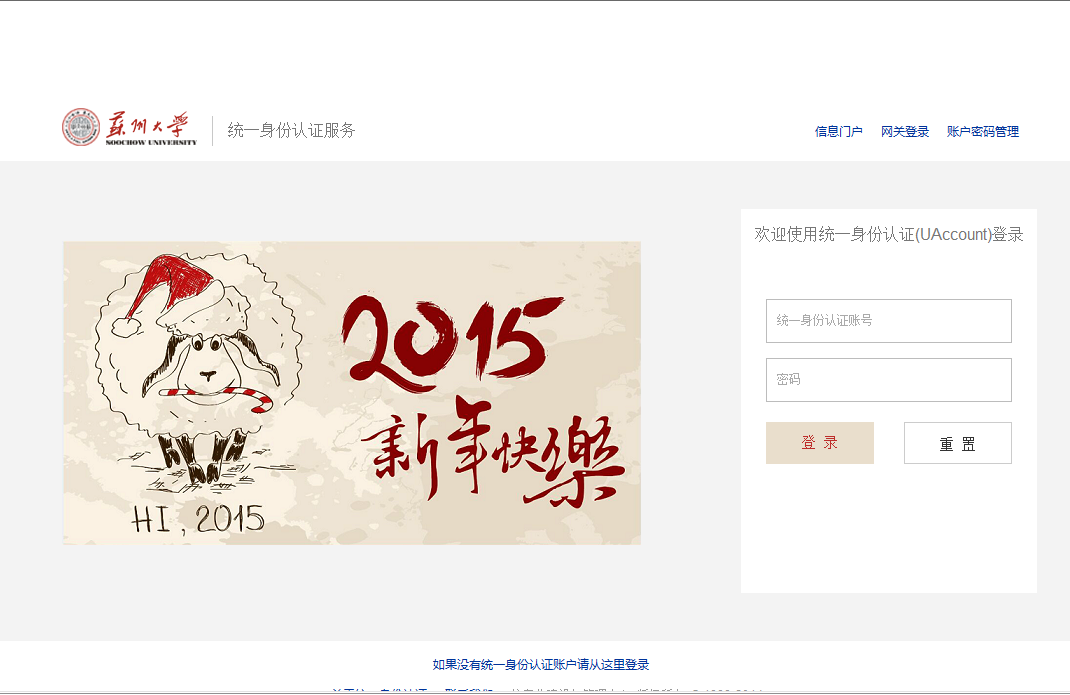 蘇州大学
SOOCHOW UNIVERSITY
统一身份认证服务
信息门户 网关登录 账户密码管理
欢迎使用统一身份认证(UAccount)登录
2015
新年快樂
HI, 2015
统一身份认证账号
密码
登 录 重 置
如果没有统一身份认证账户请从这里登录